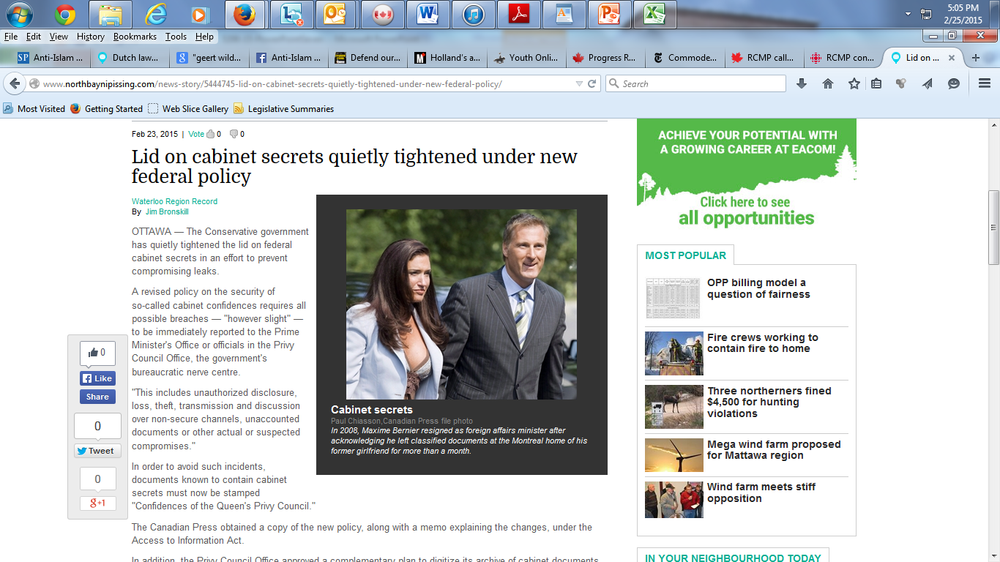 5:05 PM
2/25/2015
File Edit View History Bookmarks Tools Help
SP Anti-Islam ...
Dutch law...
"geert wild...
Anti-Islam ...
Defend our...
Holland's a...
Youth Onli...
Progress R...
Commode...
RCMP call...
RCMP con...
Lid on ...
www.northbaynipissing.com/news-story/5444745-lid-on-cabinet-secrets-quietly-tightened-under-new-federal-policy/
Search
Most Visited
Getting Started
Web Slice Gallery
Legislative Summaries
Feb 23, 2015 | Vote 0 0
Lid on cabinet secrets quietly tightened under new
federal policy
Waterloo Region Record
By Jim Bronskill
OTTAWA — The Conservative government
has quietly tightened the lid on federal
cabinet secrets in an effort to prevent
compromising leaks.
A revised policy on the security of
so-called cabinet confidences requires all
possible breaches — "however slight" —
to be immediately reported to the Prime
Minister's Office or officials in the Privy
Council Office, the government's
bureaucratic nerve centre.
"This includes unauthorized disclosure,
loss, theft, transmission and discussion
over non-secure channels, unaccounted
documents or other actual or suspected
compromises."
In order to avoid such incidents,
documents known to contain cabinet
secrets must now be stamped
"Confidences of the Queen's Privy Council."
The Canadian Press obtained a copy of the new policy, along with a memo explaining the changes, under the
Access to Information Act.
In addition, the Privy Council Office approved a complementary plan to digitize its archive of cabinet documents
Cabinet secrets
Paul Chiasson,Canadian Press file photo
In 2008, Maxime Bernier resigned as foreign affairs minister after
acknowledging he left classified documents at the Montreal home of his
former girlfriend for more than a month.
0
Like
Share
0
Tweet
0
g+1
ACHIEVE YOUR POTENTIAL WITH
A GROWING CAREER AT EACOM!
Click here to see
all opportunities
MOST POPULAR
OPP billing model a
question of fairness
Fire crews working to
contain fire to home
Three northerners fined
$4,500 for hunting
violations
Mega wind farm proposed
for Mattawa region
Wind farm meets stiff
opposition
IN YOUR NEIGHBOURHOOD TODAY